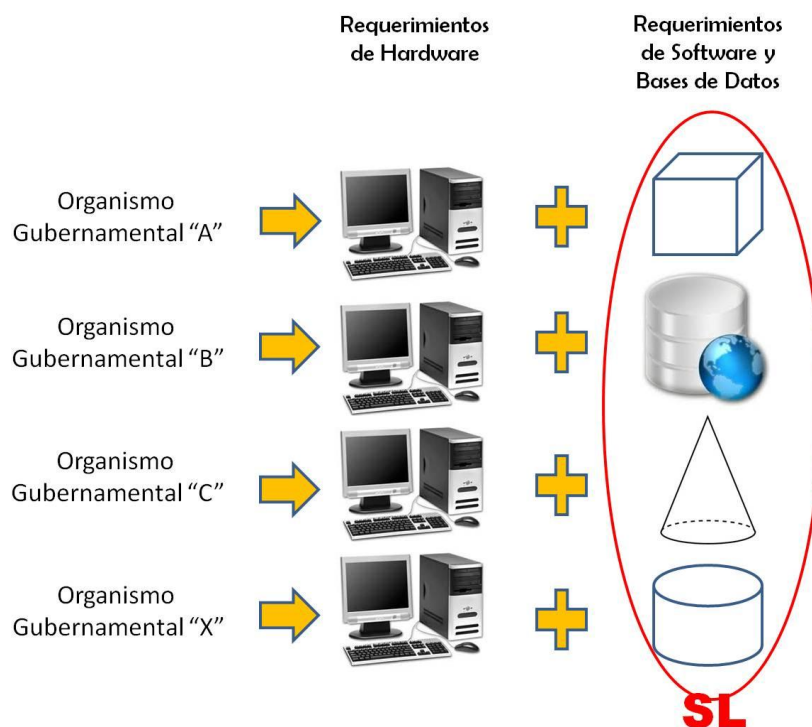 Requerimientos
de Hardware
Requerimientos
de Software y
Bases de Datos
Organismo
Gubernamental “A”
Organismo
Gubernamental “B”
Organismo
Gubernamental “C”
Organismo
Gubernamental “X”
SL